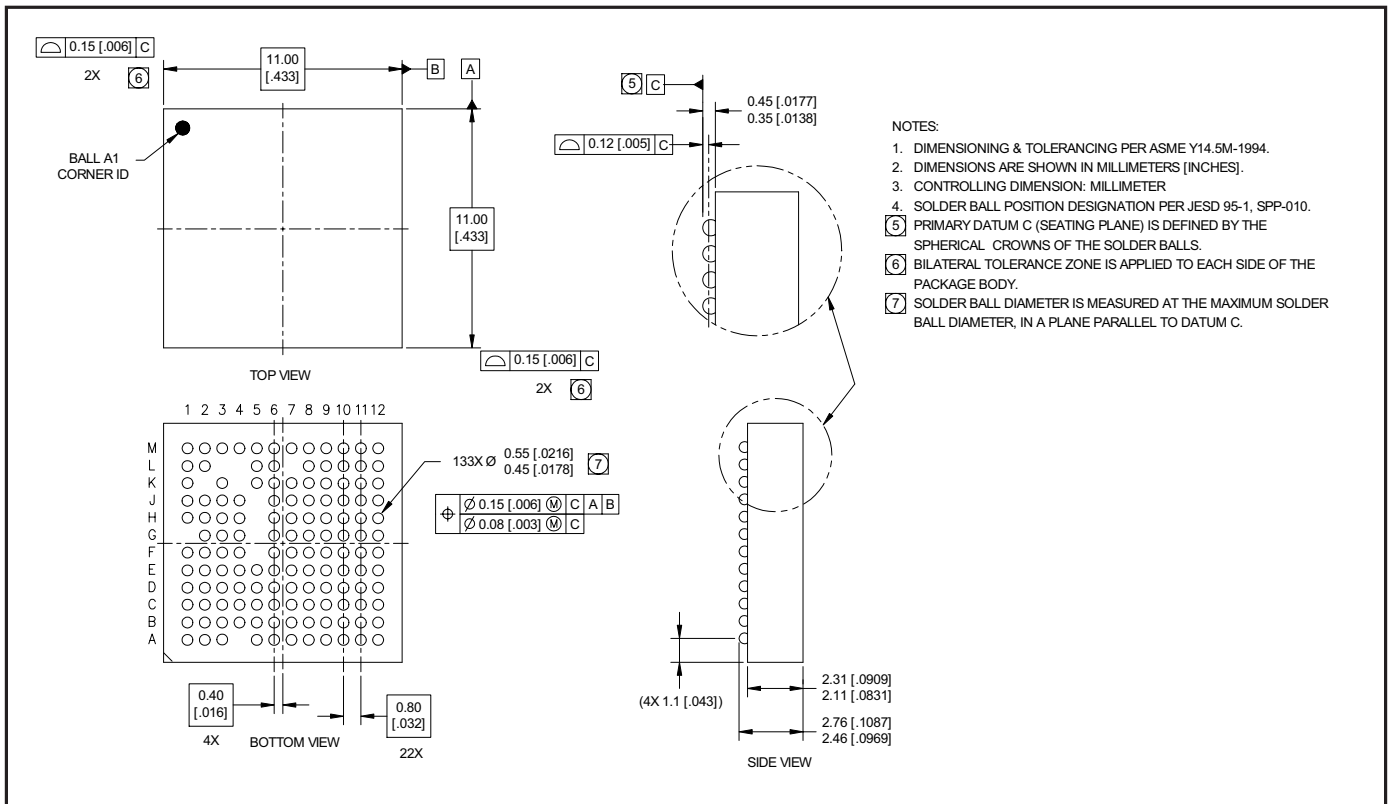 0.15 [.006] C
2X 6
11.00
[.433]
B A
BALL A1
CORNER ID
11.00
[.433]
TOP VIEW
0.15 [.006] C
2X 6
5 C
0.45 [.0177]
0.35 [.0138]
0.12 [.005] C
NOTES:
1. DIMENSIONING & TOLERANCING PER ASME Y14.5M-1994.
2. DIMENSIONS ARE SHOWN IN MILLIMETERS [INCHES].
3. CONTROLLING DIMENSION: MILLIMETER
4. SOLDER BALL POSITION DESIGNATION PER JESD 95-1, SPP-010.
5 PRIMARY DATUM C (SEATING PLANE) IS DEFINED BY THE
SPHERICAL CROWNS OF THE SOLDER BALLS.
6 BILATERAL TOLERANCE ZONE IS APPLIED TO EACH SIDE OF THE
PACKAGE BODY.
7 SOLDER BALL DIAMETER IS MEASURED AT THE MAXIMUM SOLDER
BALL DIAMETER, IN A PLANE PARALLEL TO DATUM C.
1 2 3 4 5 6 7 8 9 10 11 12
M
L
K
J
H
G
F
E
D
C
B
A
133X Ø 0.55 [.0216]
0.45 [.0178] 7
⌖ Ø 0.15 [.006] Ⓜ C A B
Ø 0.08 [.003] Ⓜ C
0.40
[.016]
4X
BOTTOM VIEW
0.80
[.032]
22X
(4X 1.1 [.043])
2.31 [.0909]
2.11 [.0831]
2.76 [.1087]
2.46 [.0969]
SIDE VIEW